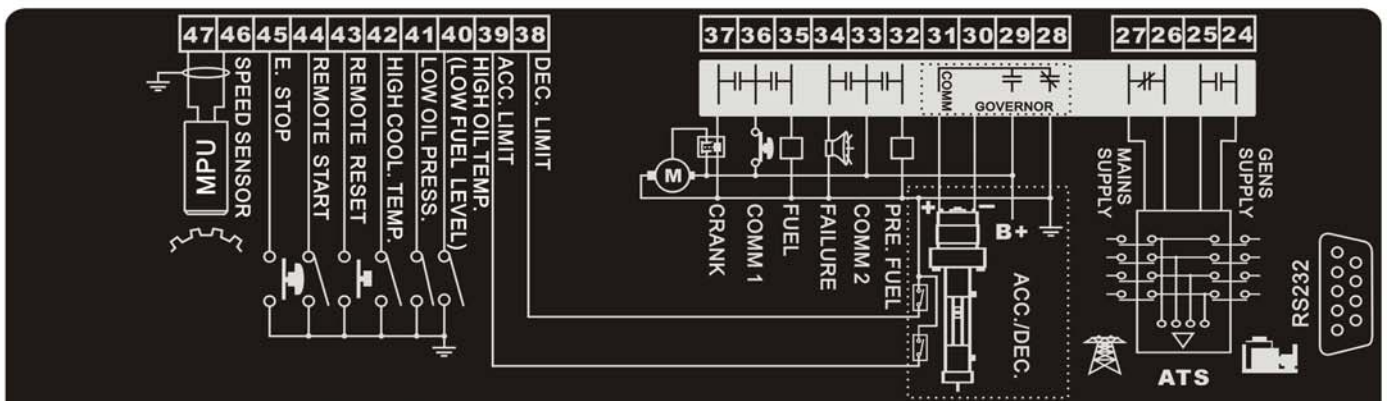 47 46 45 44 43 42 41 40 39 38
37 36 35 34 33 32 31 30 29 28
27 26 25 24
SPEED SENSOR
E. STOP
REMOTE START
REMOTE RESET
HIGH COOL. TEMP.
LOW OIL PRESS.
(LOW FUEL LEVEL)
HIGH OIL TEMP.
ACC. LIMIT
DEC. LIMIT
MPU
COMM
GOVERNOR
M
CRANK
COMM 1
FUEL
FAILURE
COMM 2
PRE. FUEL
+
−
B+
ACC./DEC.
MAINS
SUPPLY
GENS
SUPPLY
ATS
RS232